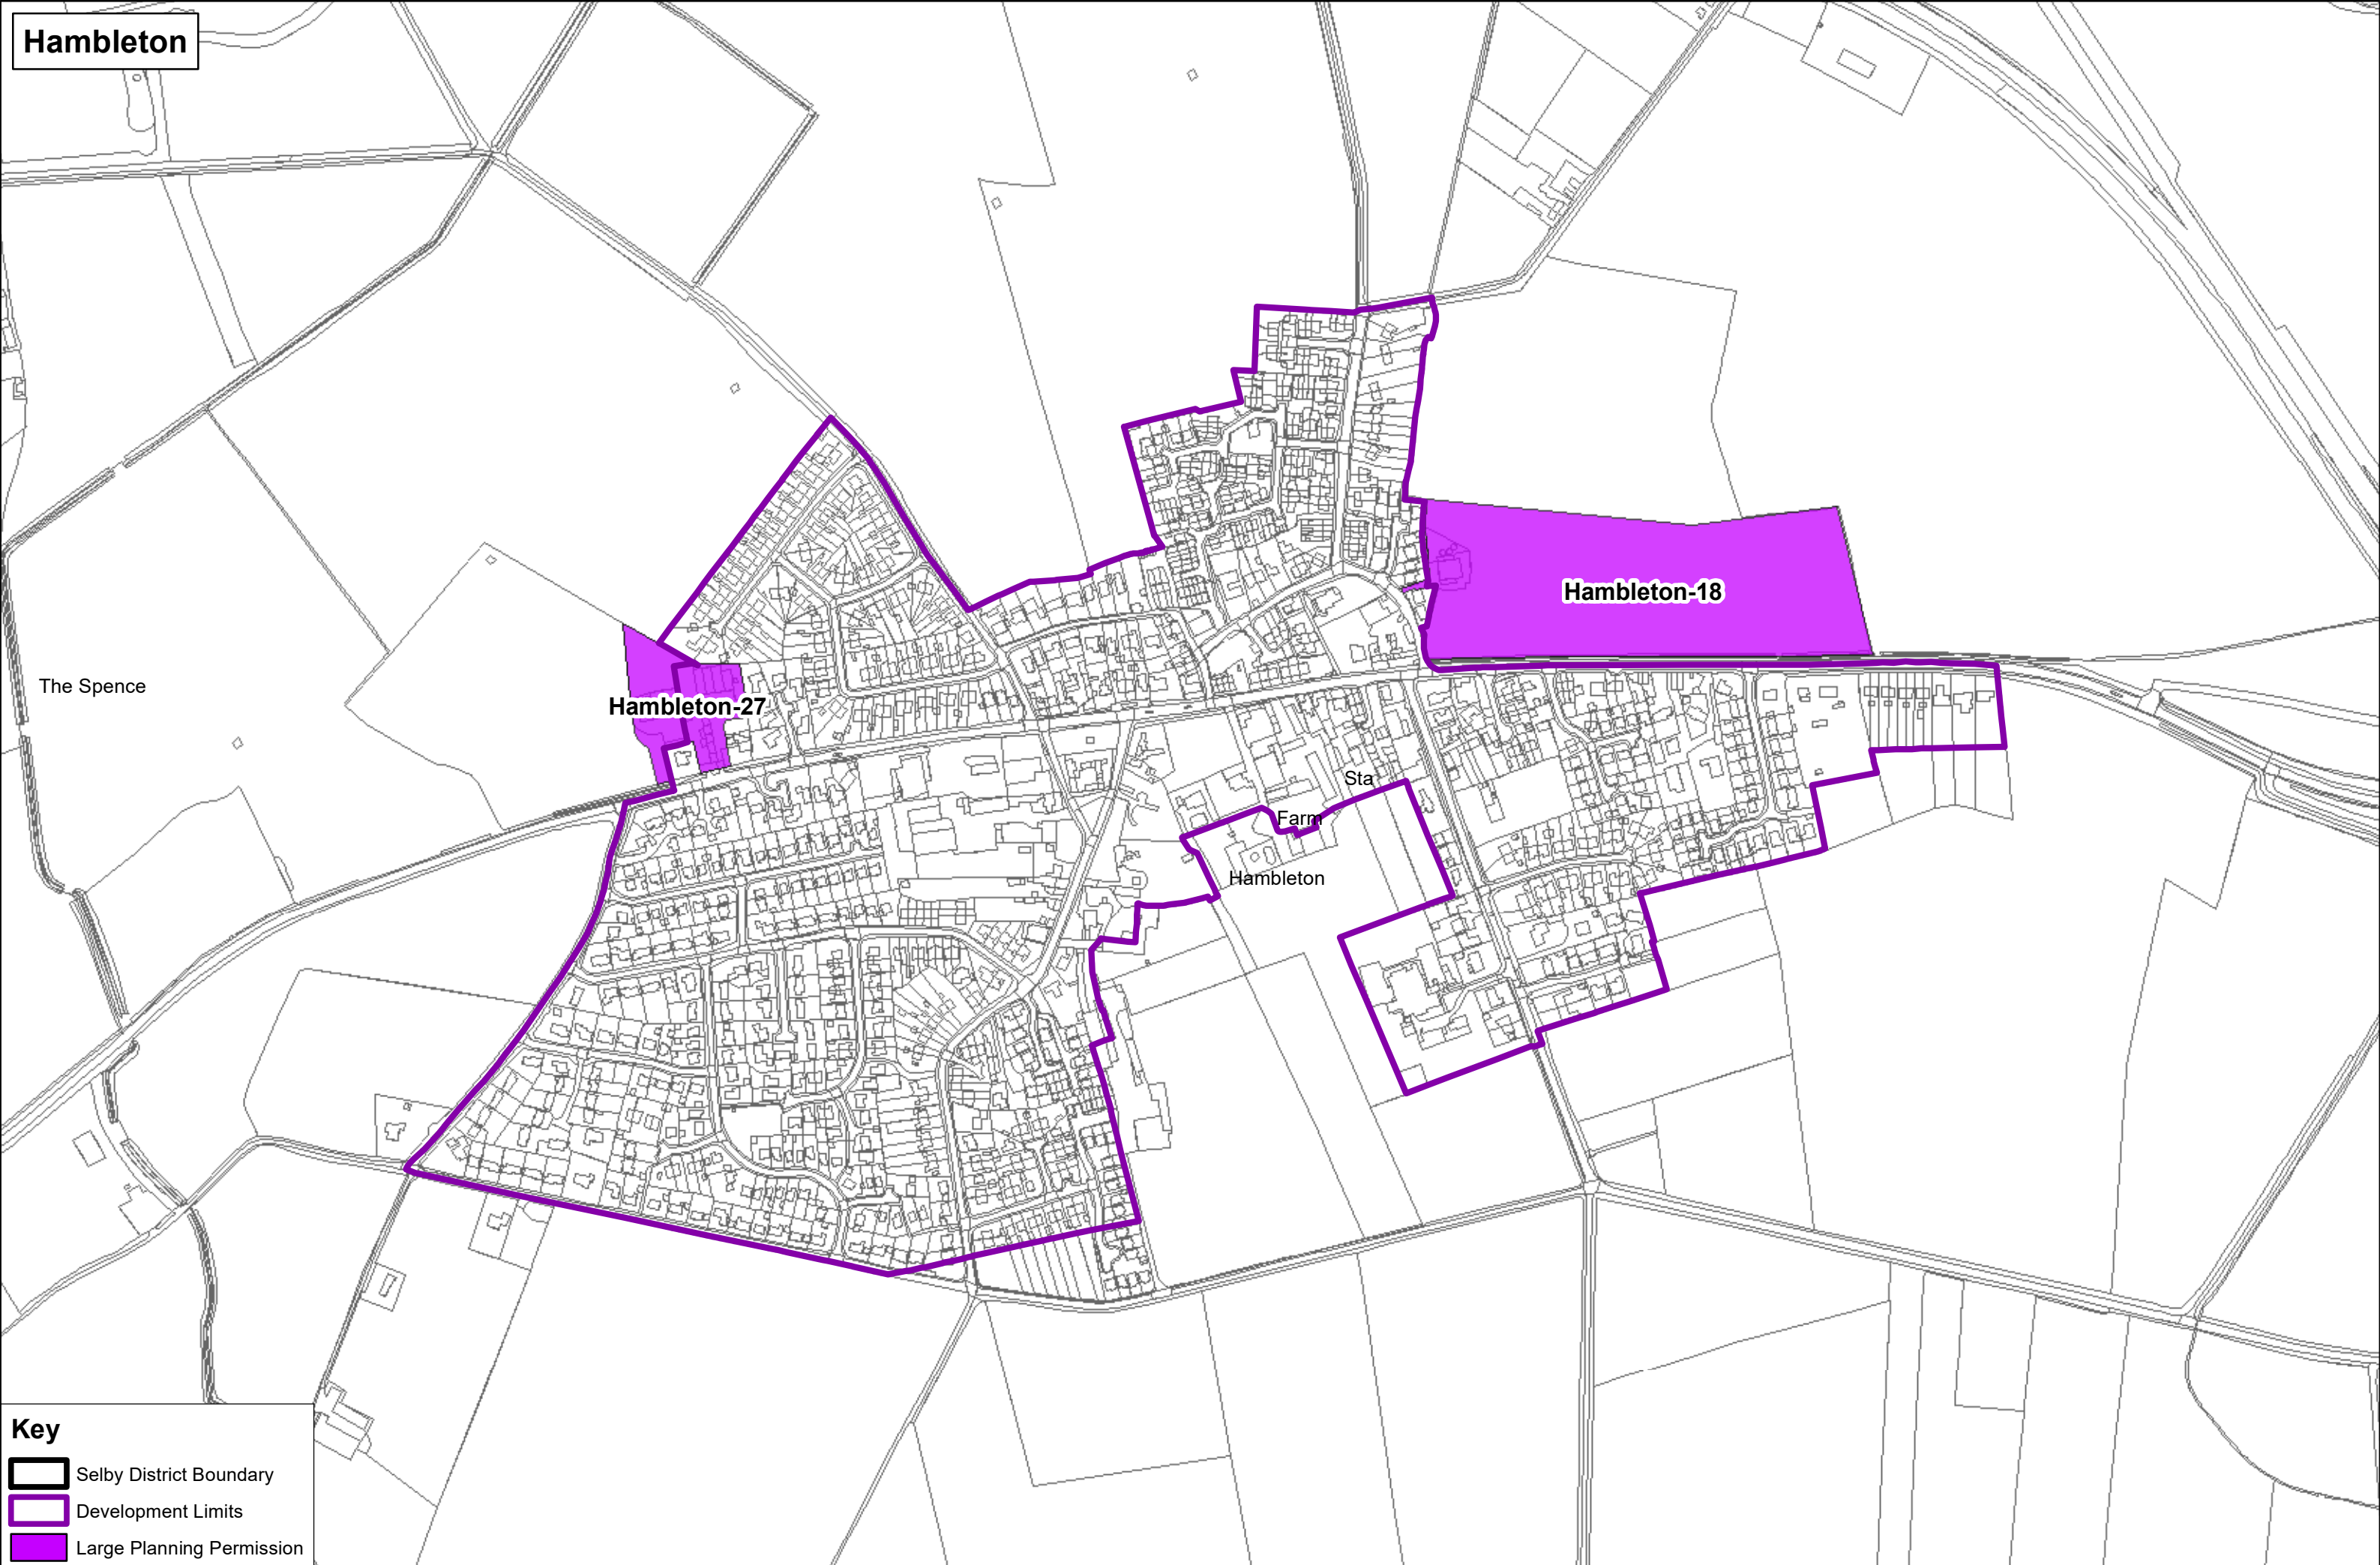 Hambleton
Hambleton-18
The Spence
Hambleton-27
Sta
Farm
Hambleton
Key
Selby District Boundary
Development Limits
Large Planning Permission